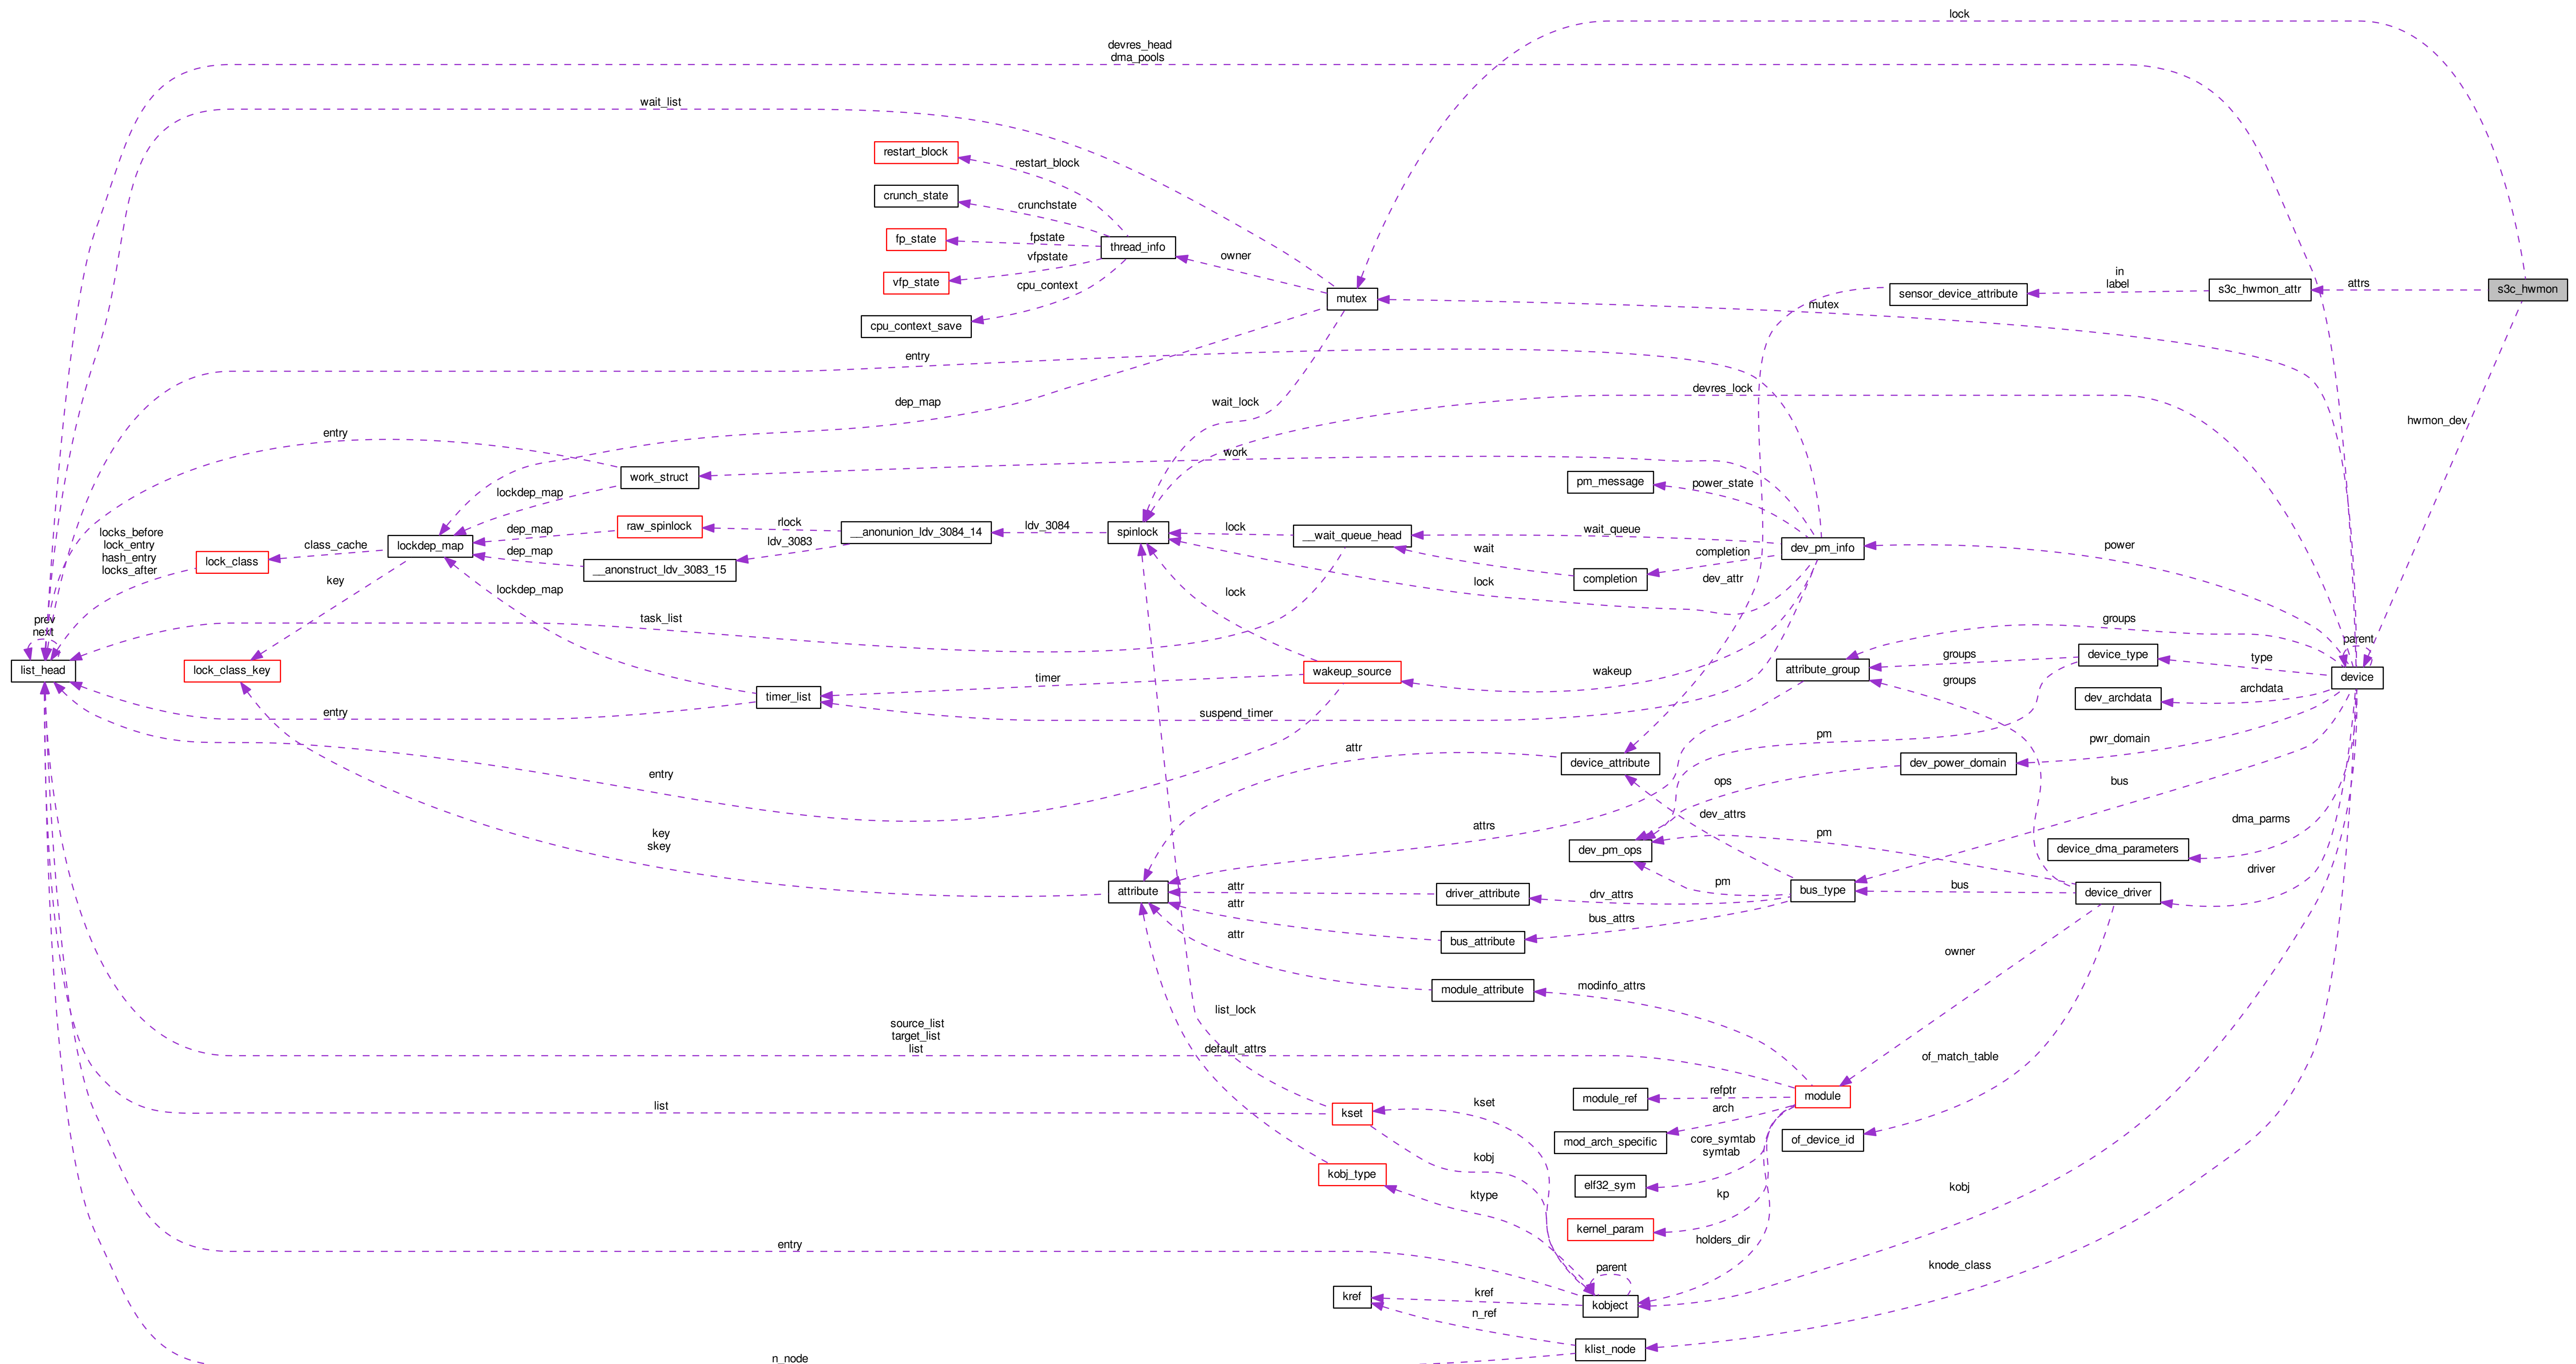 lock
devres_head
dma_pools
wait_list
restart_block
restart_block
crunch_state
crunchstate
fp_state
fpstate
thread_info
vfpstate
owner
vfp_state
cpu_context
cpu_context_save
mutex
mutex
sensor_device_attribute
in
label
s3c_hwmon_attr
attrs
s3c_hwmon
entry
dep_map
wait_lock
devres_lock
hwmon_dev
entry
work_struct
work
lockdep_map
pm_message
power_state
locks_before
lock_entry
hash_entry
locks_after
lock_class
class_cache
lockdep_map
dep_map
raw_spinlock
rlock
__anonunion_ldv_3084_14
ldv_3084
spinlock
lock
__wait_queue_head
wait_queue
dep_map
__anonstruct_ldv_3083_15
ldv_3083
wait
completion
completion
dev_pm_info
power
key
lockdep_map
lock
lock
dev_attr
prev
next
list_head
task_list
lock_class_key
wakeup_source
wakeup
attribute_group
groups
groups
groups
device_type
type
parent
device
timer
timer_list
entry
suspend_timer
dev_archdata
archdata
entry
attr
device_attribute
pm
dev_power_domain
pwr_domain
ops
bus
key
skey
attrs
dev_attrs
dev_pm_ops
pm
device_dma_parameters
dma_parms
attribute
attr
driver_attribute
drv_attrs
pm
bus_type
bus
device_driver
driver
attr
bus_attribute
bus_attrs
attr
module_attribute
modinfo_attrs
owner
source_list
target_list
list
list_lock
default_attrs
of_match_table
list
kset
kset
module_ref
refptr
module
arch
mod_arch_specific
core_symtab
symtab
of_device_id
kobj
kobj_type
ktype
elf32_sym
kp
kernel_param
holders_dir
kobj
entry
parent
kref
kref
kobject
knode_class
n_ref
klist_node
n_node